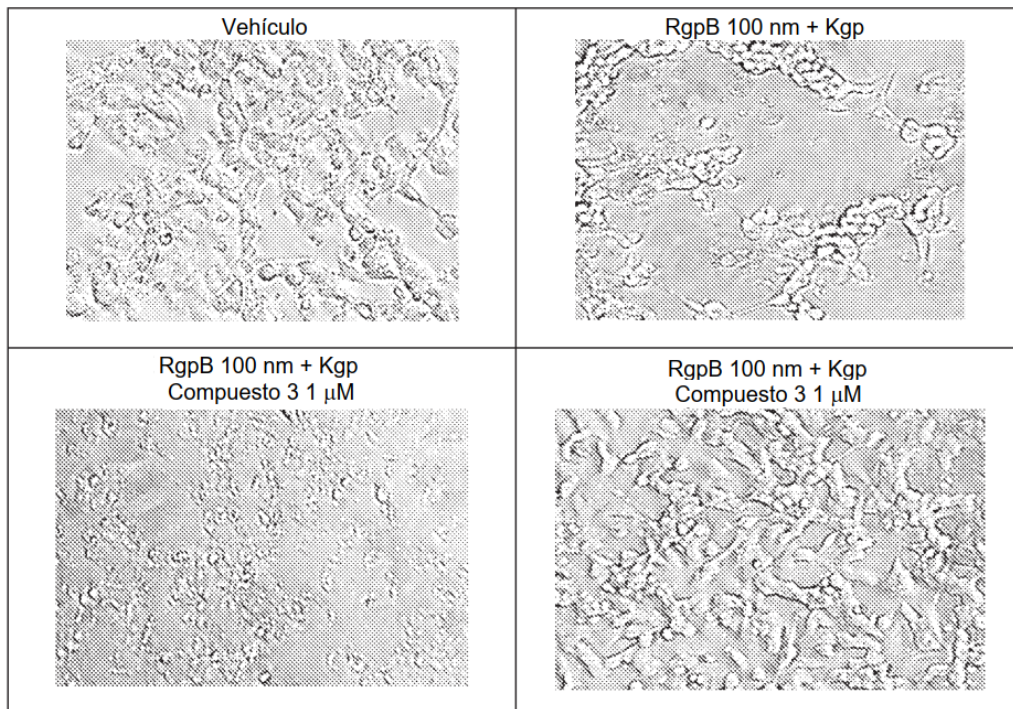 Vehículo
RgpB 100 nm + Kgp
RgpB 100 nm + Kgp
Compuesto 3 1 μM
RgpB 100 nm + Kgp
Compuesto 3 1 μM